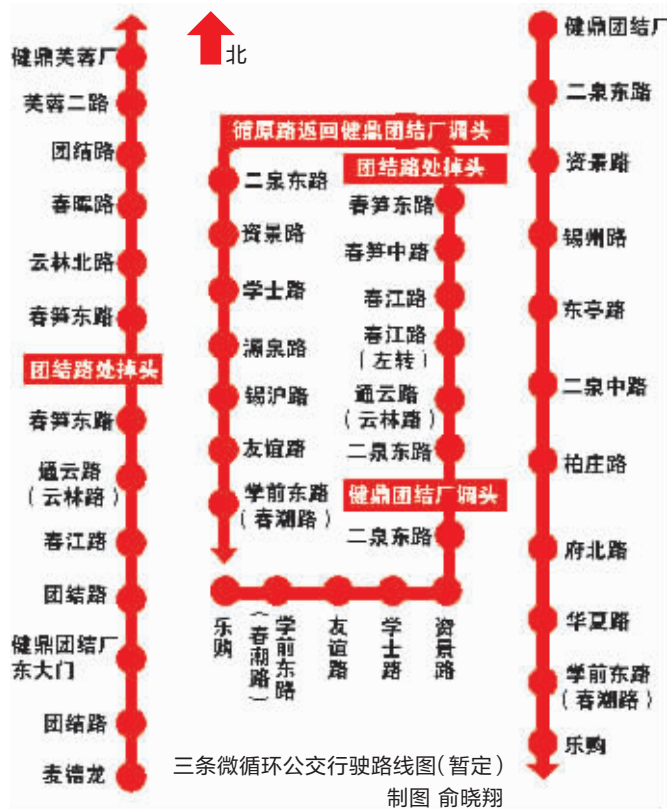 北
健鼎芙蓉厂
芙蓉二路
团结路
春晖路
云林北路
春笋东路
团结路处掉头
春笋东路
通云路
（云林路）
春江路
团结路
健鼎团结厂
东大门
团结路
麦德龙
循原路返回健鼎团结厂调头
二泉东路
资景路
学士路
源泉路
锡沪路
友谊路
学前东路
（春潮路）
团结路处掉头
春笋东路
春笋中路
春江路
春江路
（左转）
通云路
（云林路）
二泉东路
健鼎团结厂调头
二泉东路
乐购
学前东路
（春潮路）
友谊路
学士路
资景路
健鼎团结厂
二泉东路
资景路
锡州路
东亭路
二泉中路
柏庄路
府北路
华夏路
学前东路
（春潮路）
乐购
三条微循环公交行驶路线图（暂定）
制图 俞晓翔